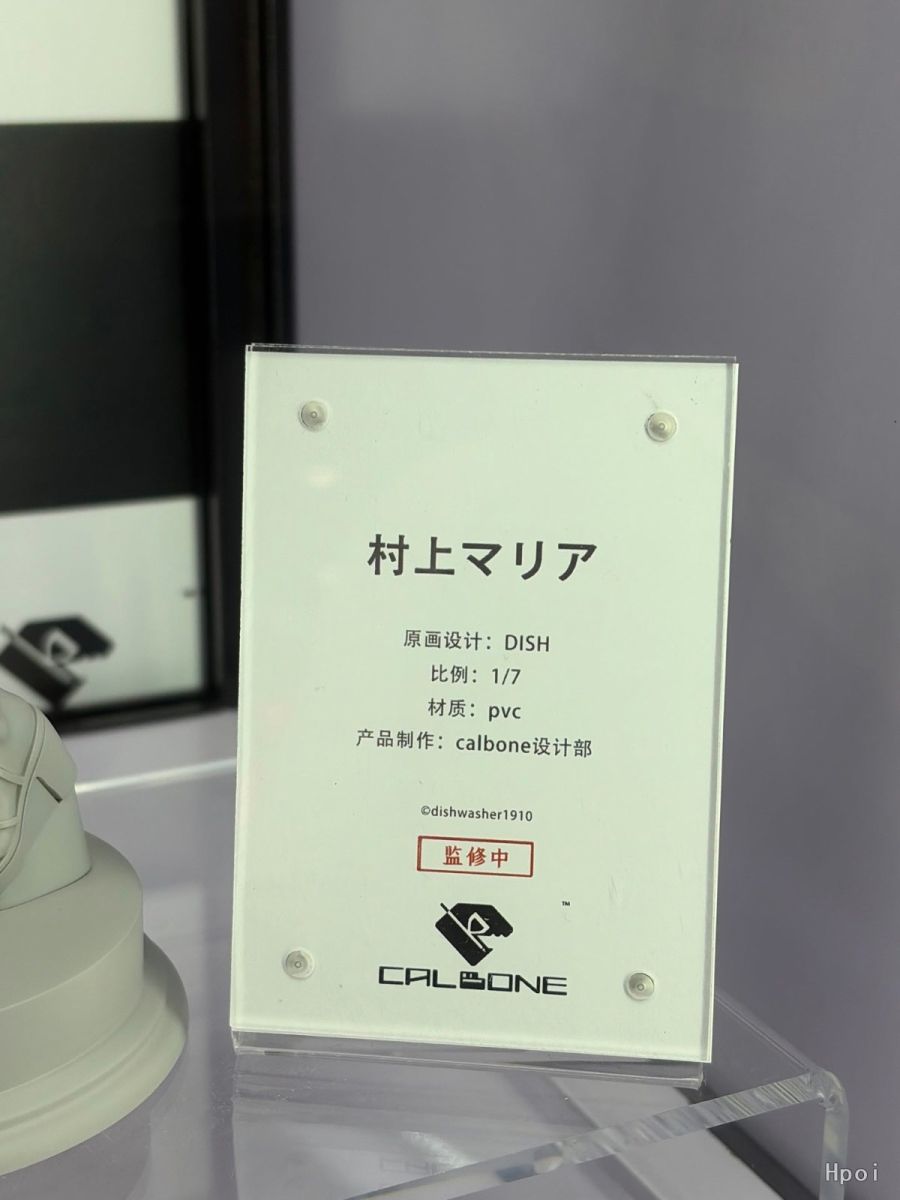 村上マリア
原画设计：DISH
比例：1/7
材质：pvc
产品制作：calbone设计部
©dishwasher1910
监修中
™
CALBONE
Hpoi